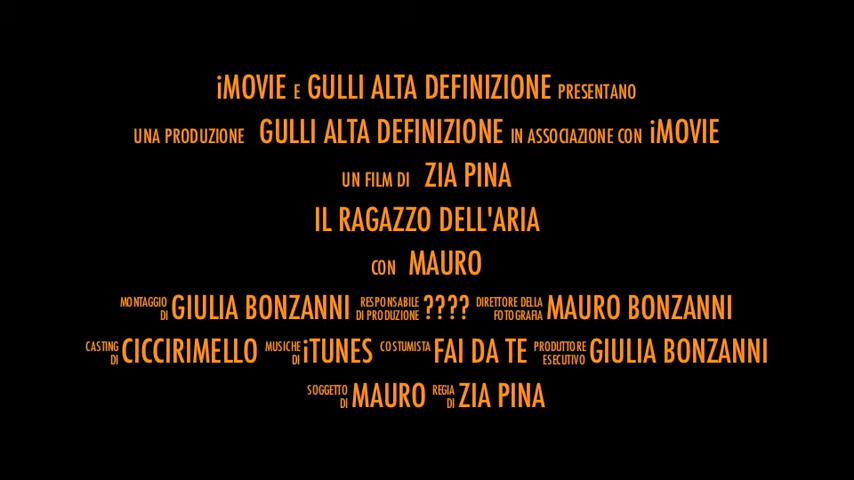 iMOVIE E GULLI ALTA DEFINIZIONE PRESENTANO
UNA PRODUZIONE GULLI ALTA DEFINIZIONE IN ASSOCIAZIONE CON iMOVIE
UN FILM DI ZIA PINA
IL RAGAZZO DELL'ARIA
CON MAURO
MONTAGGIO DI GIULIA BONZANNI RESPONSABILE DI PRODUZIONE ???? DIRETTORE DELLA FOTOGRAFIA MAURO BONZANNI
CASTING DI CICCIRIMELLO MUSICHE DI iTUNES COSTUMISTA FAI DA TE PRODUTTORE ESECUTIVO GIULIA BONZANNI
SOGGETTO DI MAURO REGIA DI ZIA PINA